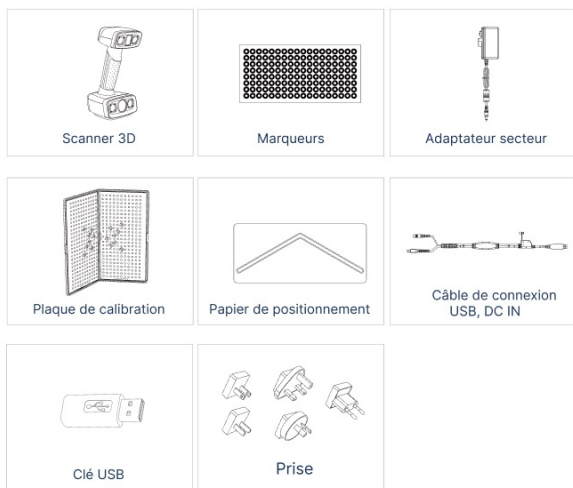 Scanner 3D
Marqueurs
Adaptateur secteur
Plaque de calibration
Papier de positionnement
Câble de connexion
USB, DC IN
Clé USB
Prise